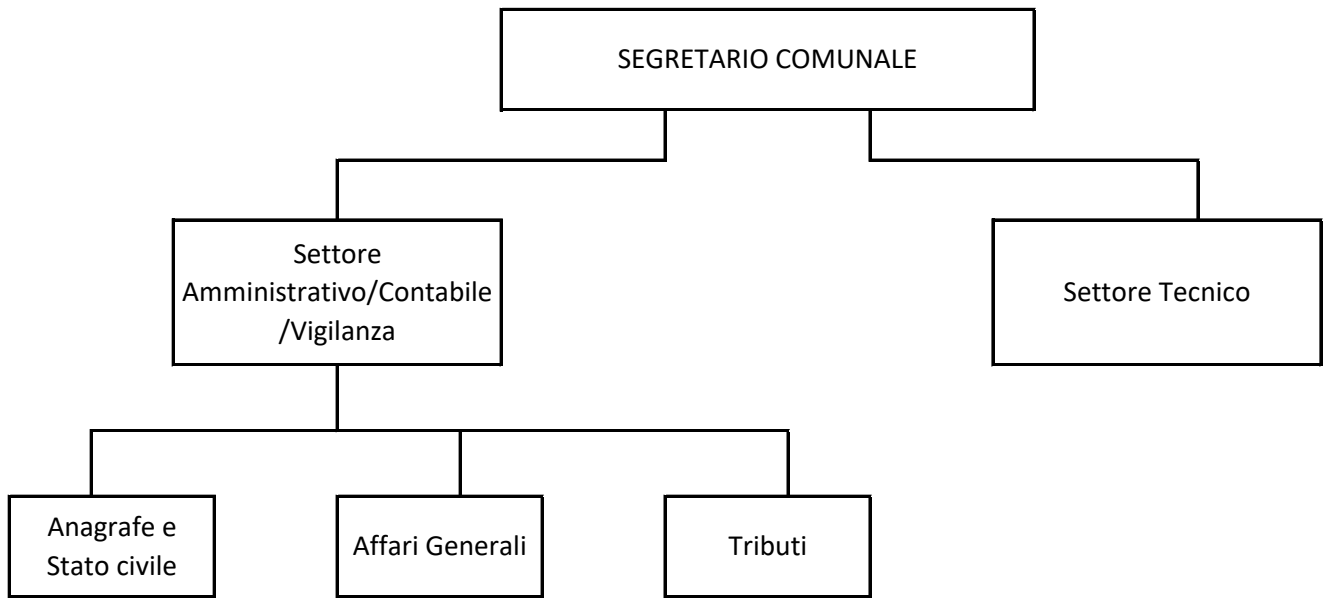 SEGRETARIO COMUNALE
Settore
Amministrativo/Contabile
/Vigilanza
Settore Tecnico
Anagrafe e
Stato civile
Affari Generali
Tributi